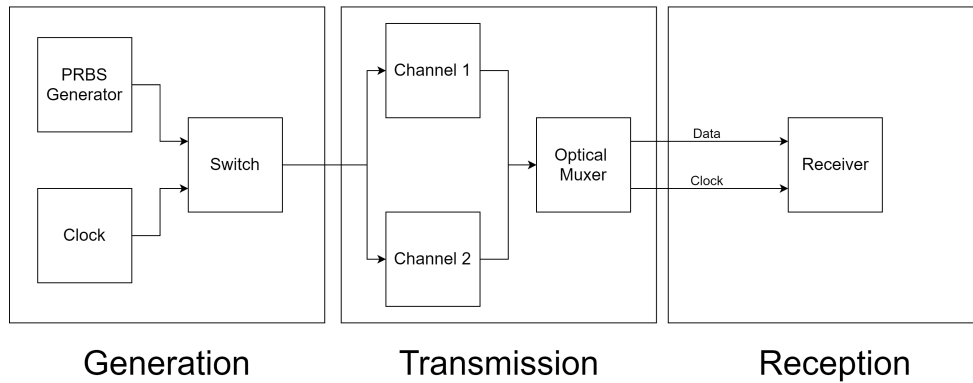 PRBS
Generator
Clock
Switch
Channel 1
Channel 2
Optical
Muxer
Data
Clock
Receiver
Generation
Transmission
Reception